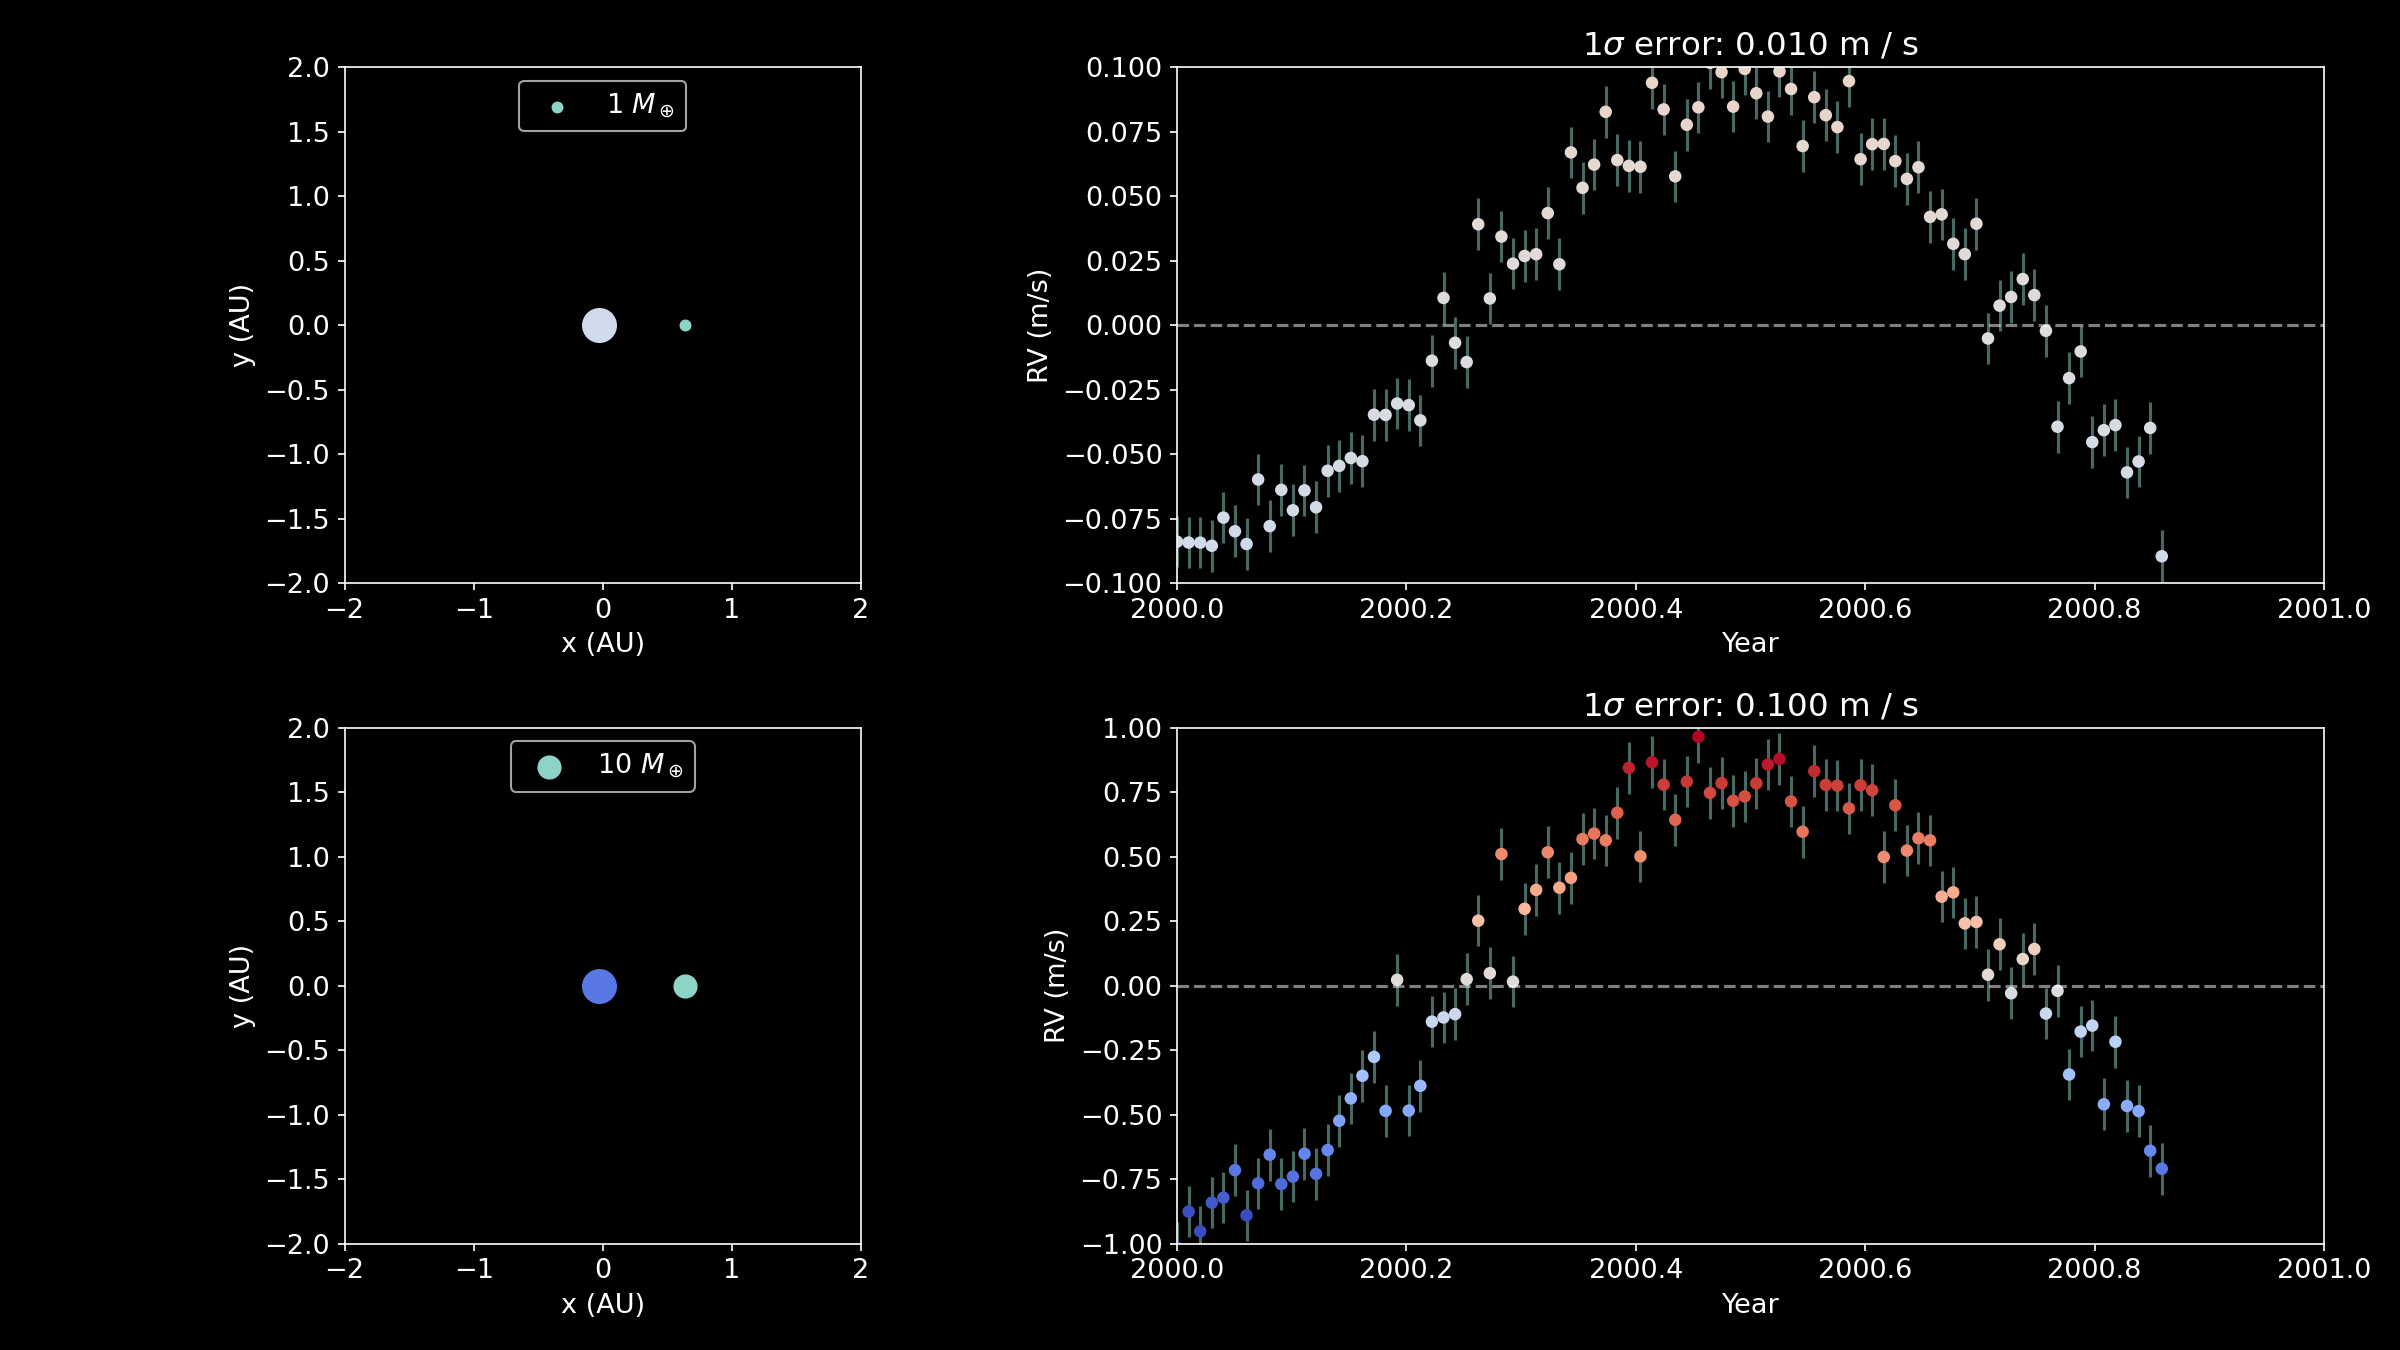 1σ error: 0.010 m / s
1 M⊕
2.0
1.5
1.0
0.5
0.0
−0.5
−1.0
−1.5
−2.0
y (AU)
−2 −1 0 1 2
x (AU)
0.100
0.075
0.050
0.025
0.000
−0.025
−0.050
−0.075
−0.100
RV (m/s)
2000.0 2000.2 2000.4 2000.6 2000.8 2001.0
Year
1σ error: 0.100 m / s
10 M⊕
2.0
1.5
1.0
0.5
0.0
−0.5
−1.0
−1.5
−2.0
y (AU)
−2 −1 0 1 2
x (AU)
1.00
0.75
0.50
0.25
0.00
−0.25
−0.50
−0.75
−1.00
RV (m/s)
2000.0 2000.2 2000.4 2000.6 2000.8 2001.0
Year